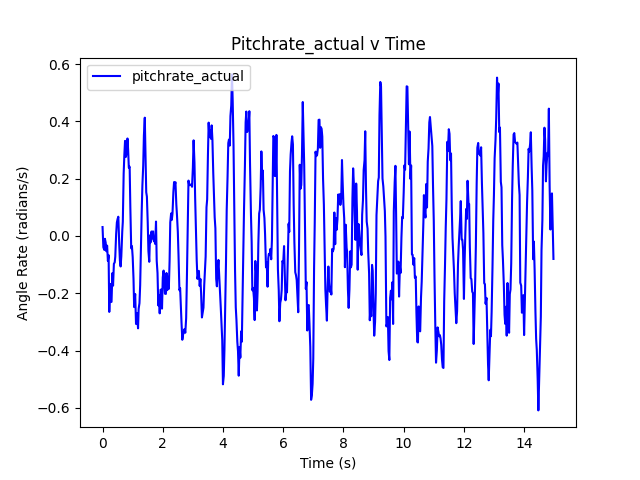 Pitchrate_actual v Time
pitchrate_actual
Angle Rate (radians/s)
0.6
0.4
0.2
0.0
−0.2
−0.4
−0.6
0 2 4 6 8 10 12 14
Time (s)